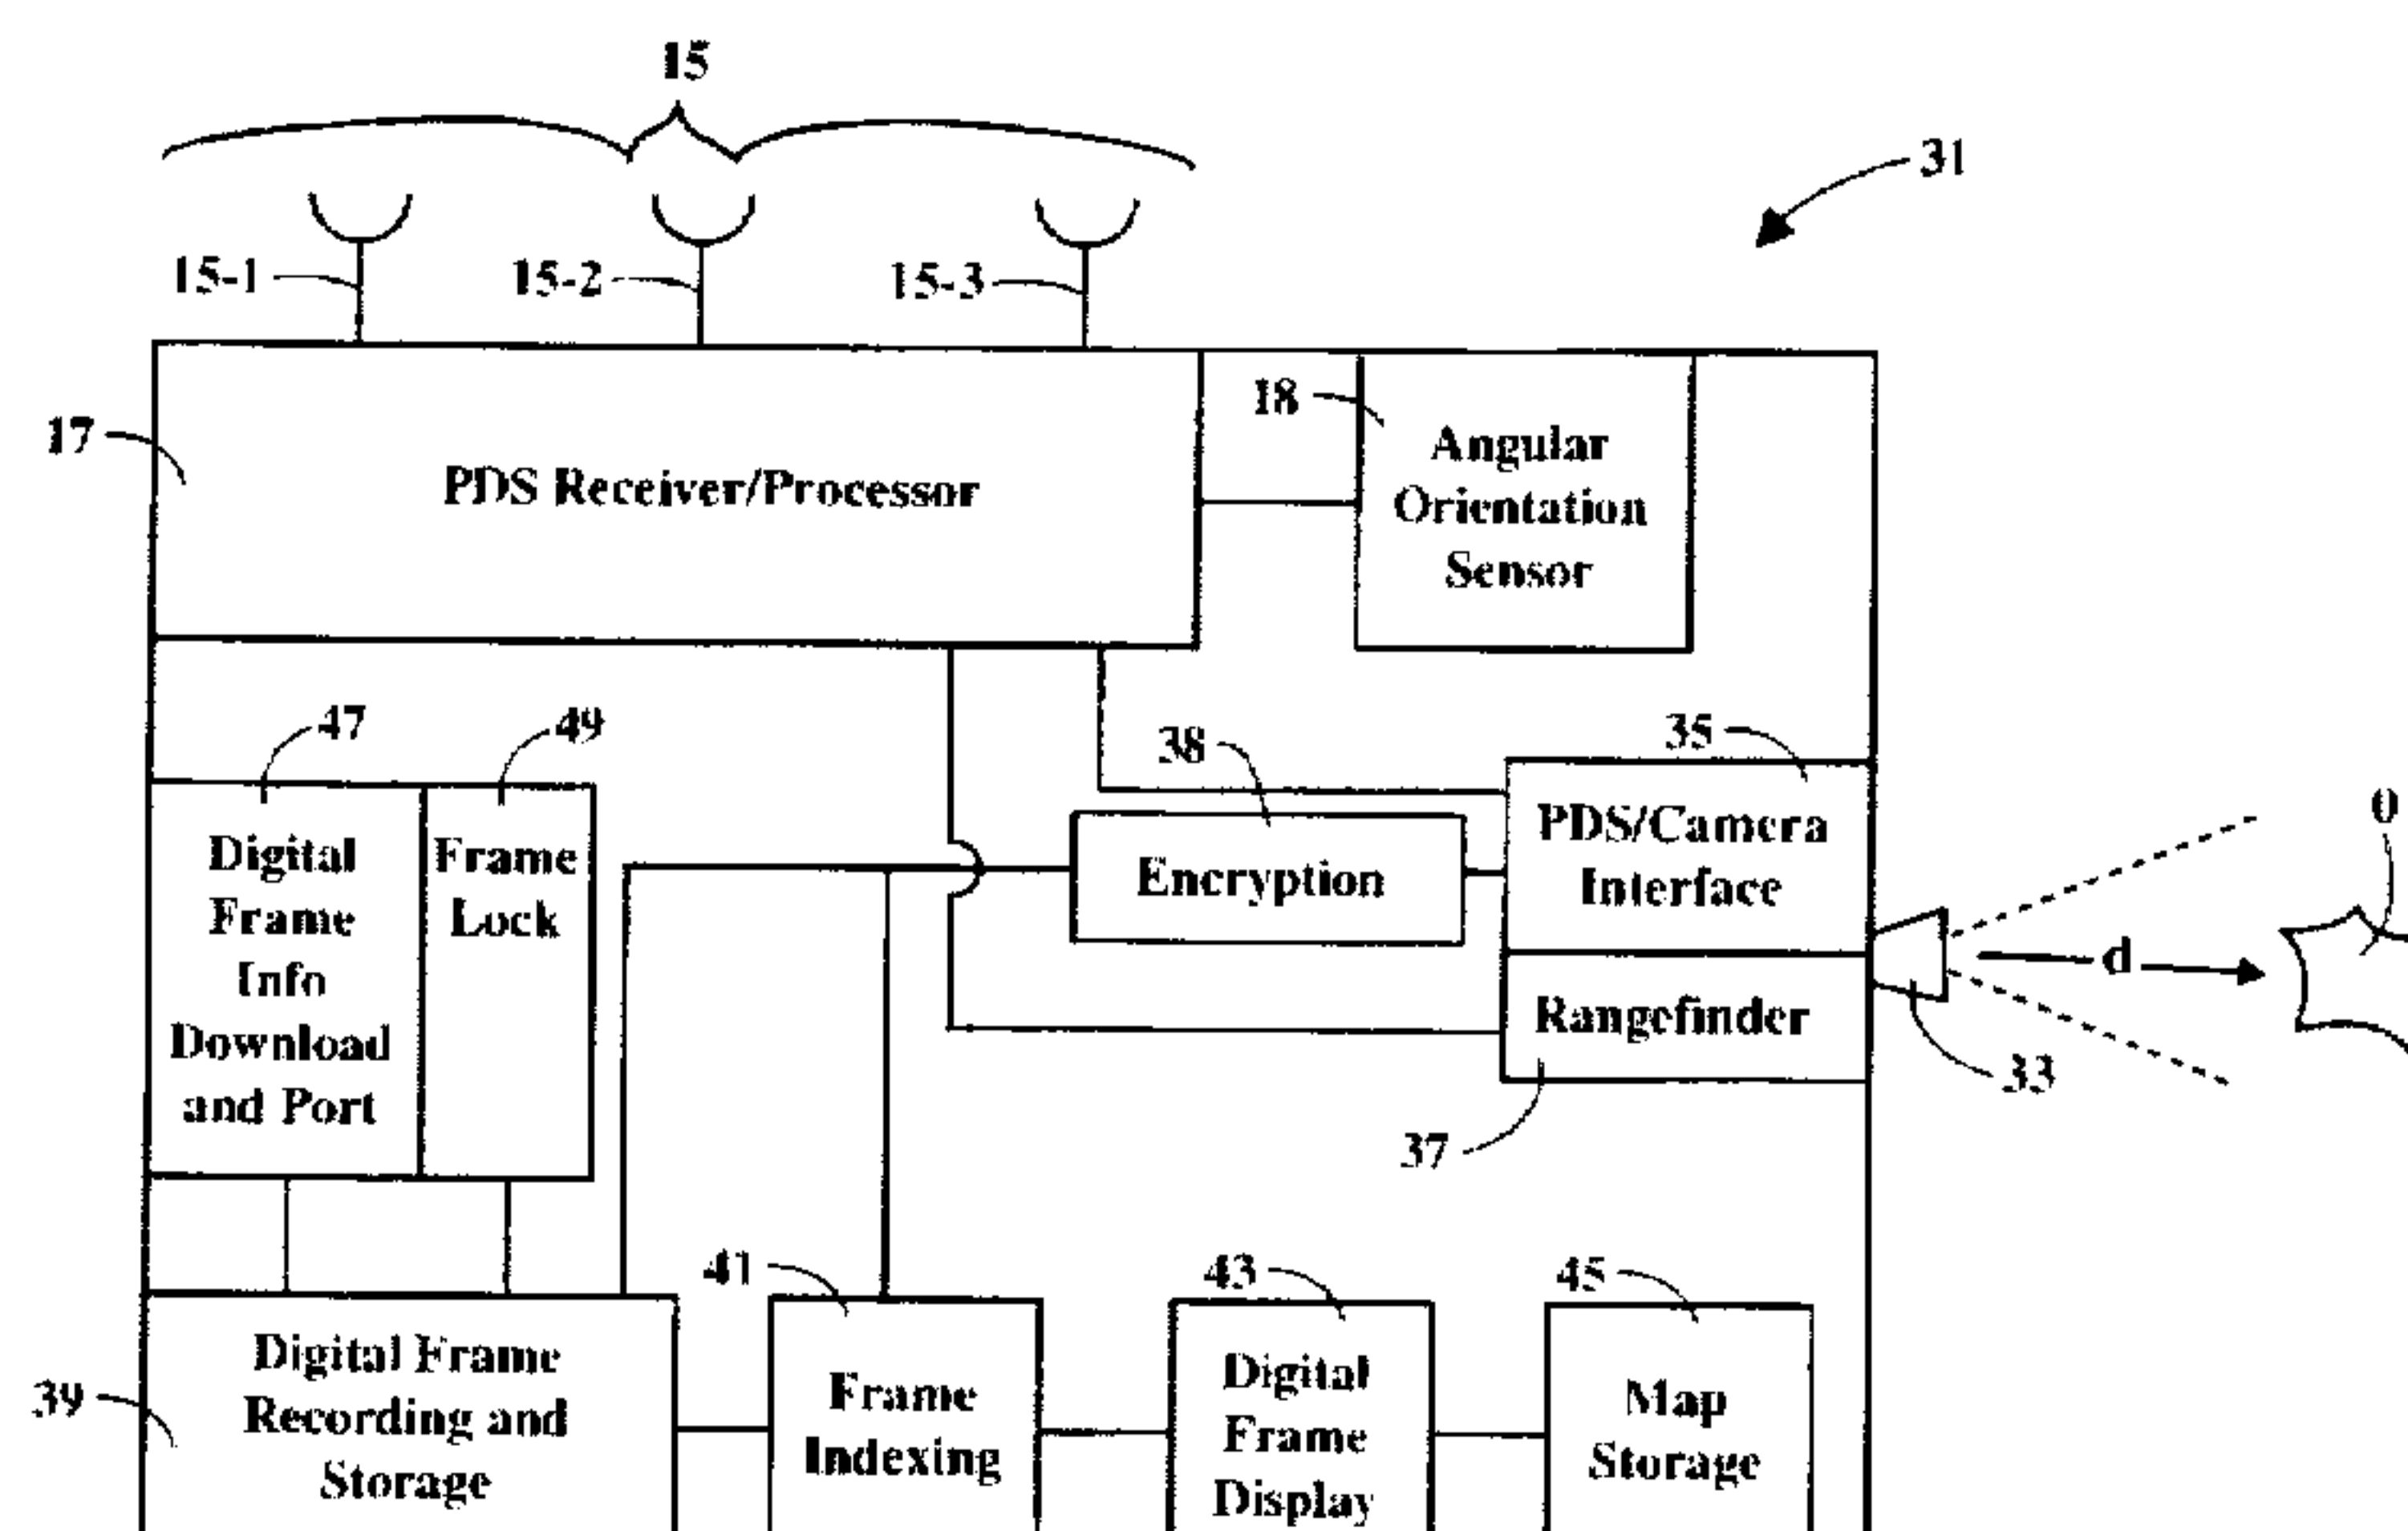 15
31
15-1
15-2
15-3
18
17
PDS Receiver/Processor
Angular
Orientation
Sensor
47
49
38
35
Digital
Frame
Info
Download
and Port
Frame
Lock
Encryption
PDS/Camera
Interface
0
d
Rangefinder
33
37
41
43
45
39
Digital Frame
Recording and
Storage
Frame
Indexing
Digital
Frame
Display
Map
Storage